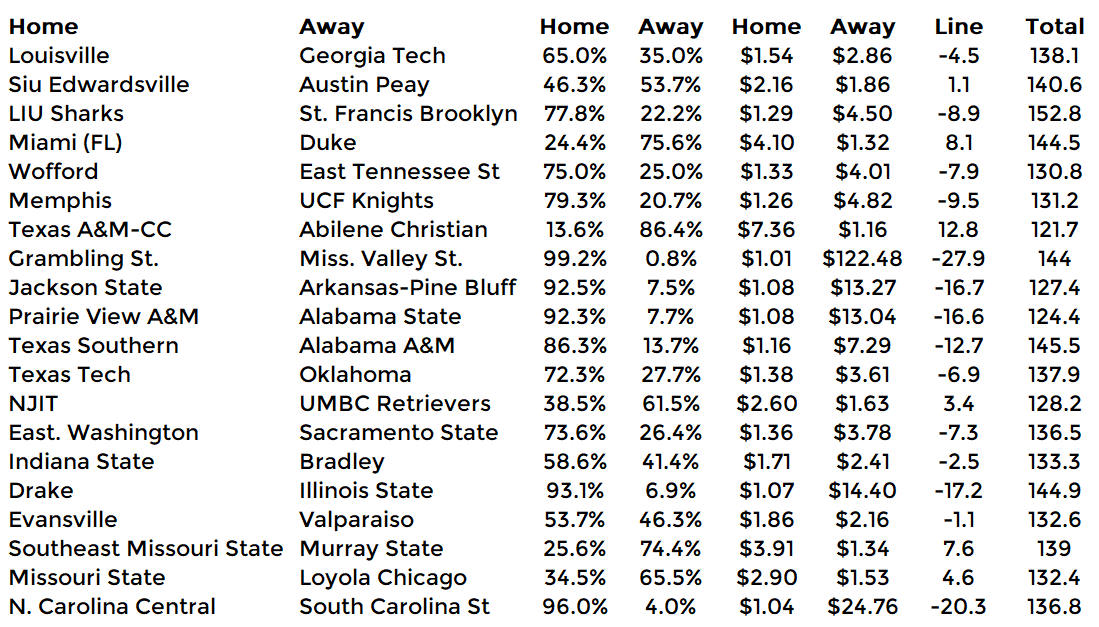 Home Away Home Away Home Away Line Total
Louisville Georgia Tech 65.0% 35.0% $1.54 $2.86 -4.5 138.1
Siu Edwardsville Austin Peay 46.3% 53.7% $2.16 $1.86 1.1 140.6
LIU Sharks St. Francis Brooklyn 77.8% 22.2% $1.29 $4.50 -8.9 152.8
Miami (FL) Duke 24.4% 75.6% $4.10 $1.32 8.1 144.5
Wofford East Tennessee St 75.0% 25.0% $1.33 $4.01 -7.9 130.8
Memphis UCF Knights 79.3% 20.7% $1.26 $4.82 -9.5 131.2
Texas A&M-CC Abilene Christian 13.6% 86.4% $7.36 $1.16 12.8 121.7
Grambling St. Miss. Valley St. 99.2% 0.8% $1.01 $122.48 -27.9 144
Jackson State Arkansas-Pine Bluff 92.5% 7.5% $1.08 $13.27 -16.7 127.4
Prairie View A&M Alabama State 92.3% 7.7% $1.08 $13.04 -16.6 124.4
Texas Southern Alabama A&M 86.3% 13.7% $1.16 $7.29 -12.7 145.5
Texas Tech Oklahoma 72.3% 27.7% $1.38 $3.61 -6.9 137.9
NJIT UMBC Retrievers 38.5% 61.5% $2.60 $1.63 3.4 128.2
East. Washington Sacramento State 73.6% 26.4% $1.36 $3.78 -7.3 136.5
Indiana State Bradley 58.6% 41.4% $1.71 $2.41 -2.5 133.3
Drake Illinois State 93.1% 6.9% $1.07 $14.40 -17.2 144.9
Evansville Valparaiso 53.7% 46.3% $1.86 $2.16 -1.1 132.6
Southeast Missouri State Murray State 25.6% 74.4% $3.91 $1.34 7.6 139
Missouri State Loyola Chicago 34.5% 65.5% $2.90 $1.53 4.6 132.4
N. Carolina Central South Carolina St 96.0% 4.0% $1.04 $24.76 -20.3 136.8